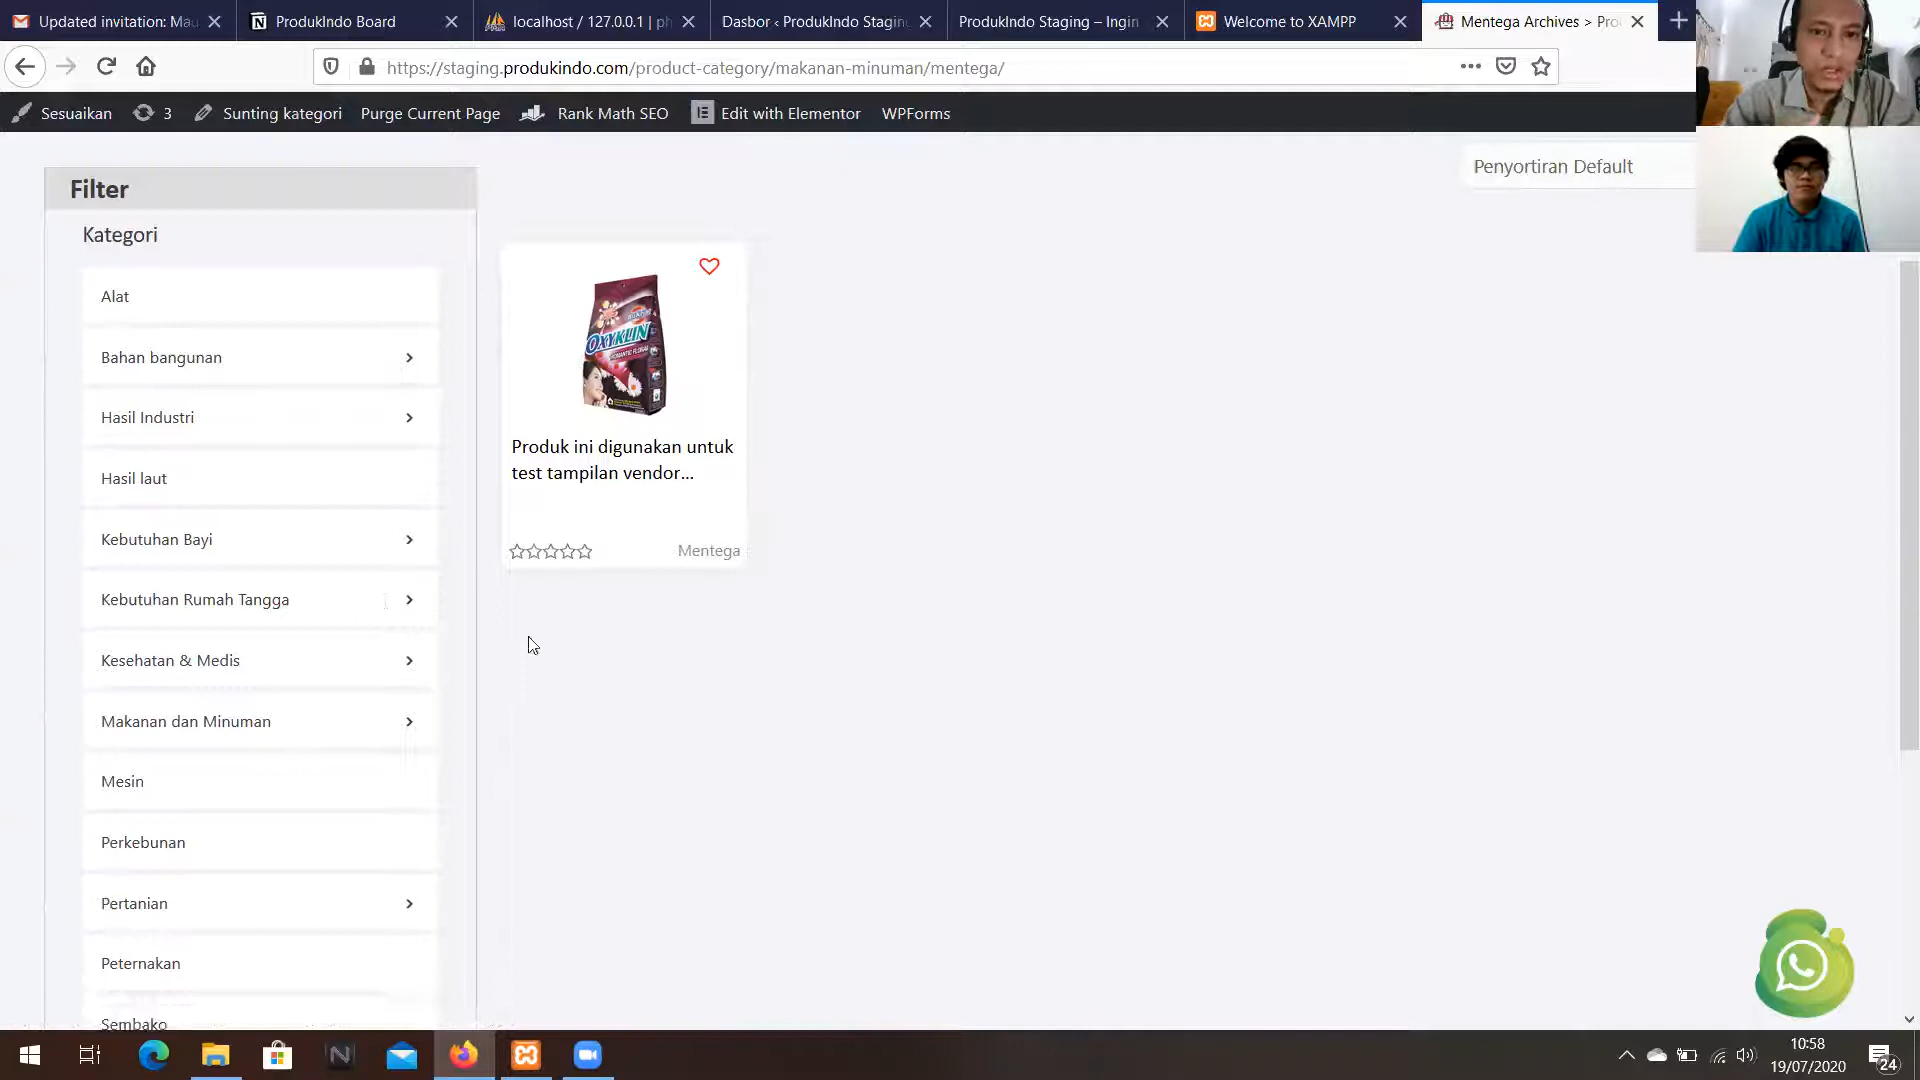 Updated invitation: Mau
ProdukIndo Board
localhost / 127.0.0.1 | ph
Dasbor ‹ ProdukIndo Staging
ProdukIndo Staging – Ingin
Welcome to XAMPP
Mentega Archives > Pro
https://staging.produkindo.com/product-category/makanan-minuman/mentega/
Sesuaikan
3
Sunting kategori
Purge Current Page
Rank Math SEO
Edit with Elementor
WPForms
Filter
Penyortiran Default
Kategori
Alat
Bahan bangunan
Hasil Industri
Hasil laut
Kebutuhan Bayi
Kebutuhan Rumah Tangga
Kesehatan & Medis
Makanan dan Minuman
Mesin
Perkebunan
Pertanian
Peternakan
Sembako
OXYKLIN
ROMANTIC FLORAL
Produk ini digunakan untuk
test tampilan vendor...
Mentega
10:58
19/07/2020
24